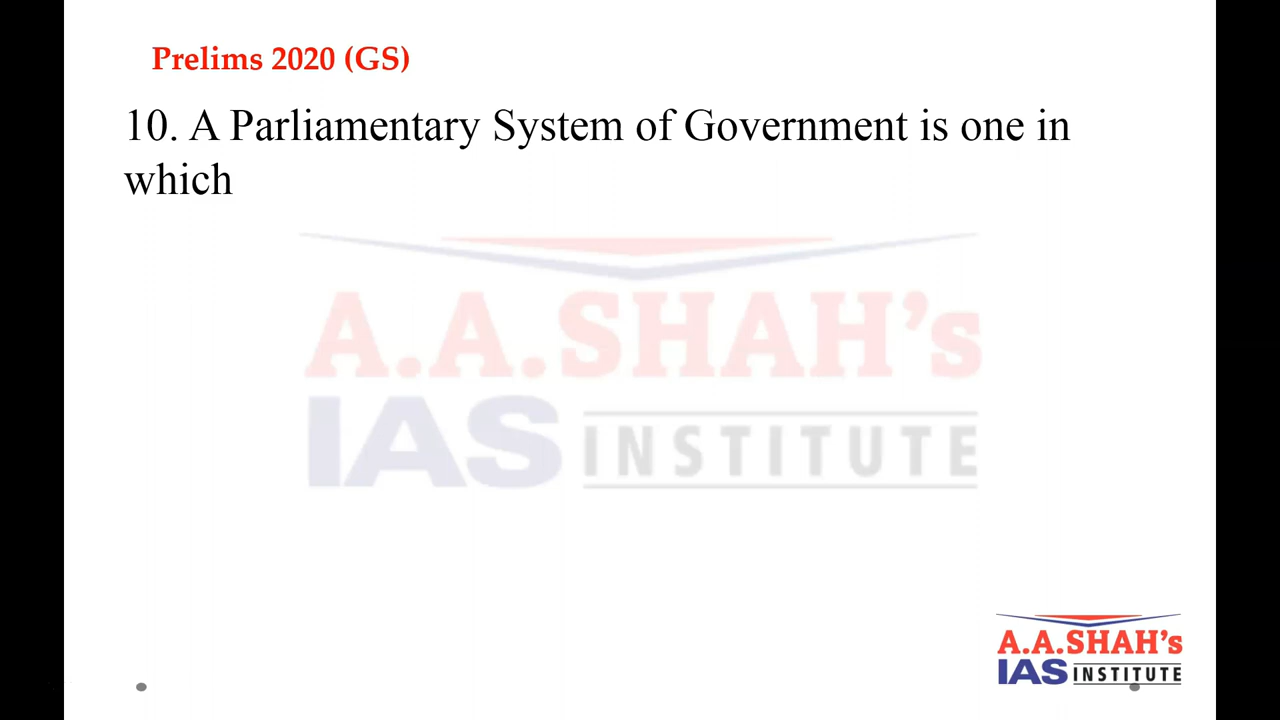 Prelims 2020 (GS)
10. A Parliamentary System of Government is one in
which
A.A.SHAH's
IAS INSTITUTE
A.A.SHAH's
IAS INSTITUTE